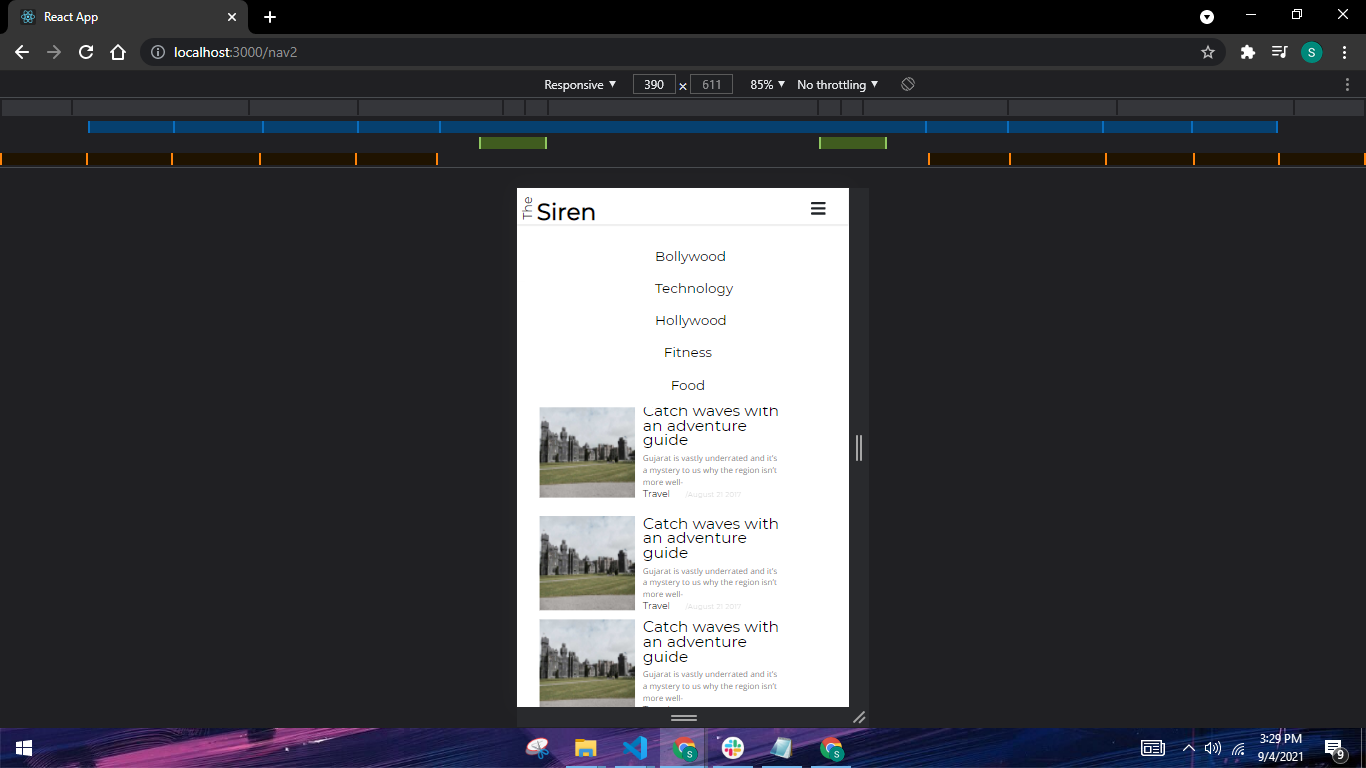 React App
localhost:3000/nav2
S
Responsive
390
×
611
85%
No throttling
The
Siren
Bollywood
Technology
Hollywood
Fitness
Food
Catch waves with
an adventure
guide
Gujarat is vastly underrated and it's
a mystery to us why the region isn't
more well-
Travel /August 21 2011
Catch waves with
an adventure
guide
Gujarat is vastly underrated and it's
a mystery to us why the region isn't
more well-
Travel /August 21 2011
Catch waves with
an adventure
guide
Gujarat is vastly underrated and it's
a mystery to us why the region isn't
more well-
S
S
3:29 PM
9/4/2021
9